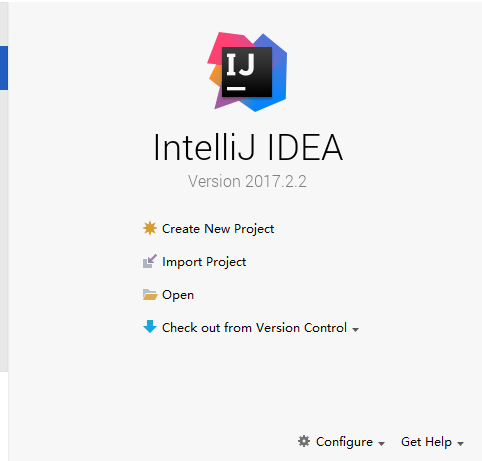 IJ
IntelliJ IDEA
Version 2017.2.2
Create New Project
Import Project
Open
Check out from Version Control
Configure Get Help